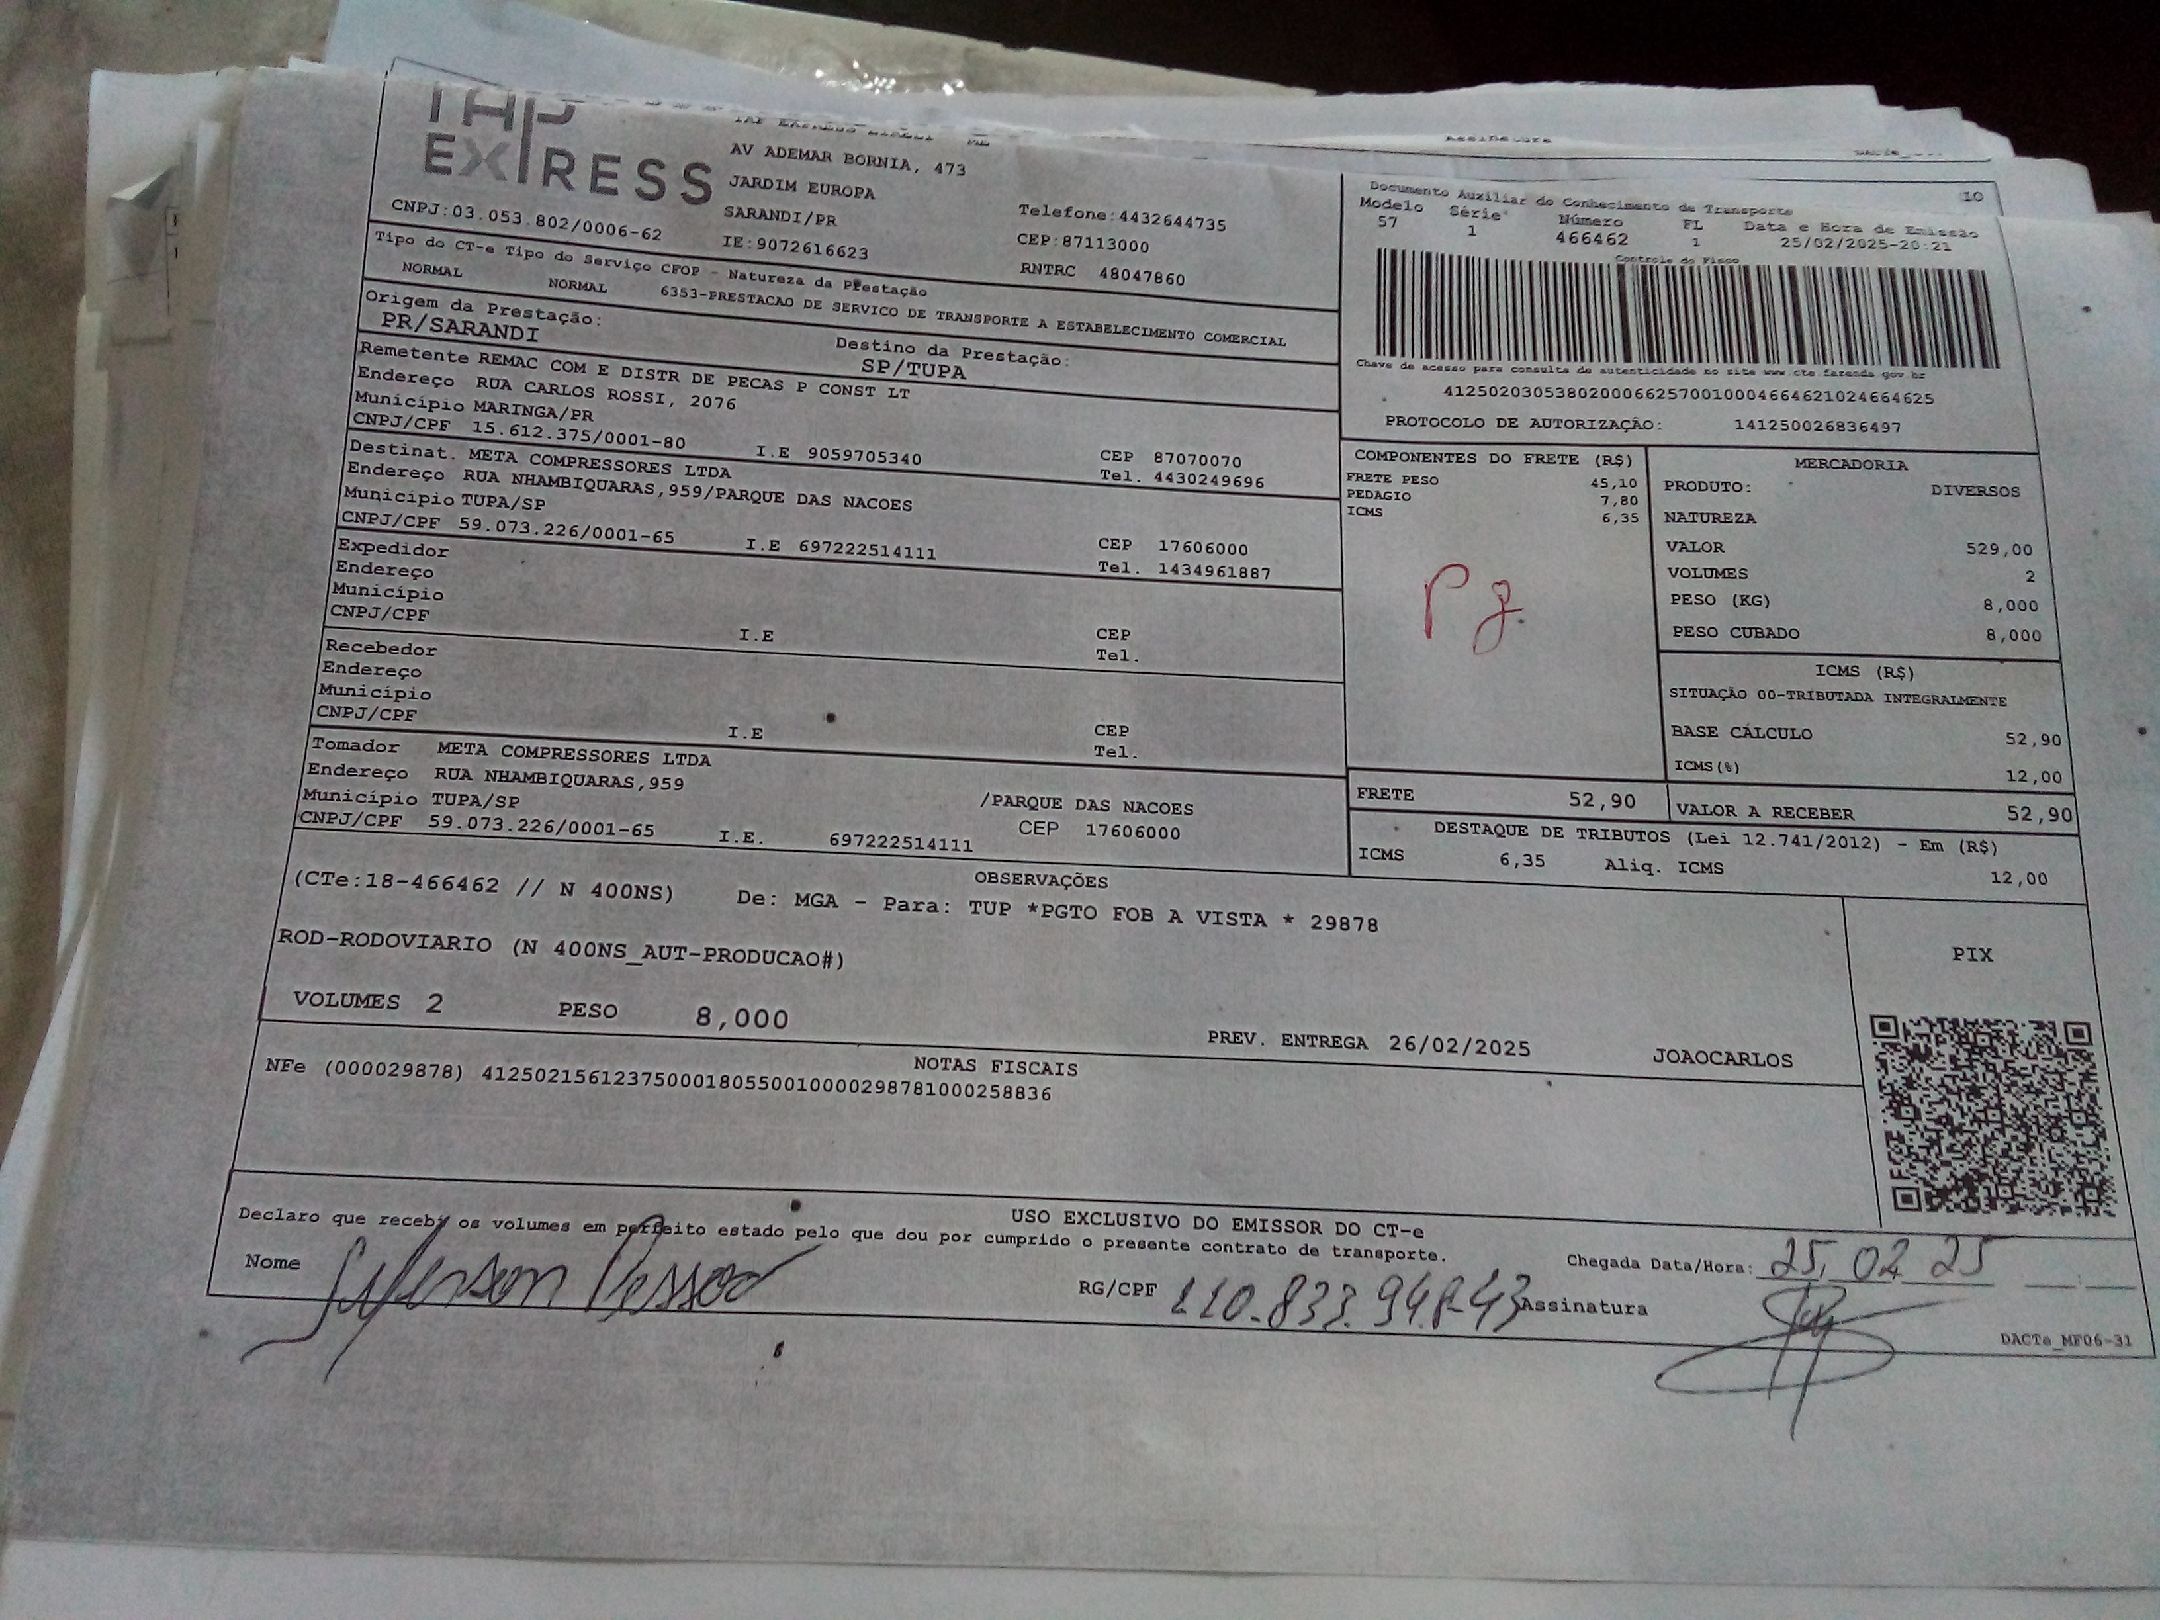 TAP
EXPRESS
AV ADEMAR BORNIA, 473
JARDIM EUROPA
SARANDI/PR
Telefone:4432644735
CNPJ:03.053.802/0006-62
IE:9072616623
CEP:87113000
RNTRC 48047860
Documento Auxiliar do Conhecimento de Transporte 10
Modelo Série Número FL Data e Hora de Emissão
57 1 466462 1 25/02/2025-20:21
Controle do Fisco
Chave de acesso para consulta de autenticidade no site www.cte.fazenda.gov.br
41250203053802000662570010004664621024664625
PROTOCOLO DE AUTORIZAÇÃO: 141250026836497
Tipo do CT-e Tipo do Serviço CFOP - Natureza da Prestação
NORMAL NORMAL 6353-PRESTACAO DE SERVICO DE TRANSPORTE A ESTABELECIMENTO COMERCIAL
Origem da Prestação: Destino da Prestação:
PR/SARANDI SP/TUPA
Remetente REMAC COM E DISTR DE PECAS P CONST LT
Endereço RUA CARLOS ROSSI, 2076
Município MARINGA/PR CEP 87070070
CNPJ/CPF 15.612.375/0001-80 I.E 9059705340 Tel. 4430249696
Destinat. META COMPRESSORES LTDA
Endereço RUA NHAMBIQUARAS,959/PARQUE DAS NACOES
Município TUPA/SP CEP 17606000
CNPJ/CPF 59.073.226/0001-65 I.E 697222514111 Tel. 1434961887
Expedidor
Endereço
Município CEP
CNPJ/CPF I.E Tel.
Recebedor
Endereço
Município CEP
CNPJ/CPF I.E Tel.
Tomador META COMPRESSORES LTDA
Endereço RUA NHAMBIQUARAS,959 /PARQUE DAS NACOES
Município TUPA/SP CEP 17606000
CNPJ/CPF 59.073.226/0001-65 I.E. 697222514111
COMPONENTES DO FRETE (R$)
FRETE PESO 45,10
PEDAGIO 7,80
ICMS 6,35
Pg.
MERCADORIA
PRODUTO: DIVERSOS
NATUREZA
VALOR 529,00
VOLUMES 2
PESO (KG) 8,000
PESO CUBADO 8,000
ICMS (R$)
SITUAÇÃO 00-TRIBUTADA INTEGRALMENTE
BASE CÁLCULO 52,90
ICMS(%) 12,00
FRETE 52,90 VALOR A RECEBER 52,90
DESTAQUE DE TRIBUTOS (Lei 12.741/2012) - Em (R$)
ICMS 6,35 Aliq. ICMS 12,00
OBSERVAÇÕES
(CTe:18-466462 // N 400NS) De: MGA - Para: TUP *PGTO FOB A VISTA * 29878
ROD-RODOVIARIO (N 400NS_AUT-PRODUCAO#)
VOLUMES 2 PESO 8,000 PREV. ENTREGA 26/02/2025 JOAOCARLOS
PIX
NOTAS FISCAIS
NFe (000029878) 41250215612375000180550010000298781000258836
USO EXCLUSIVO DO EMISSOR DO CT-e
Declaro que recebi os volumes em perfeito estado pelo que dou por cumprido o presente contrato de transporte.
Chegada Data/Hora: 25.02.25
Nome Jefferson Pessoa RG/CPF 110.833.948-43 Assinatura
DACTe_MF06-31